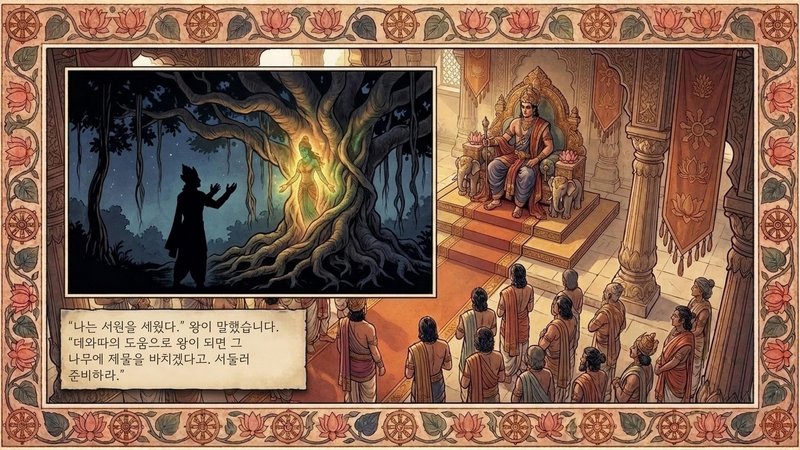 “나는 서원을 세웠다.” 왕이 말했습니다.
“데와따의 도움으로 왕이 되면 그
나무에 제물을 바치겠다고. 서둘러
준비하라.”